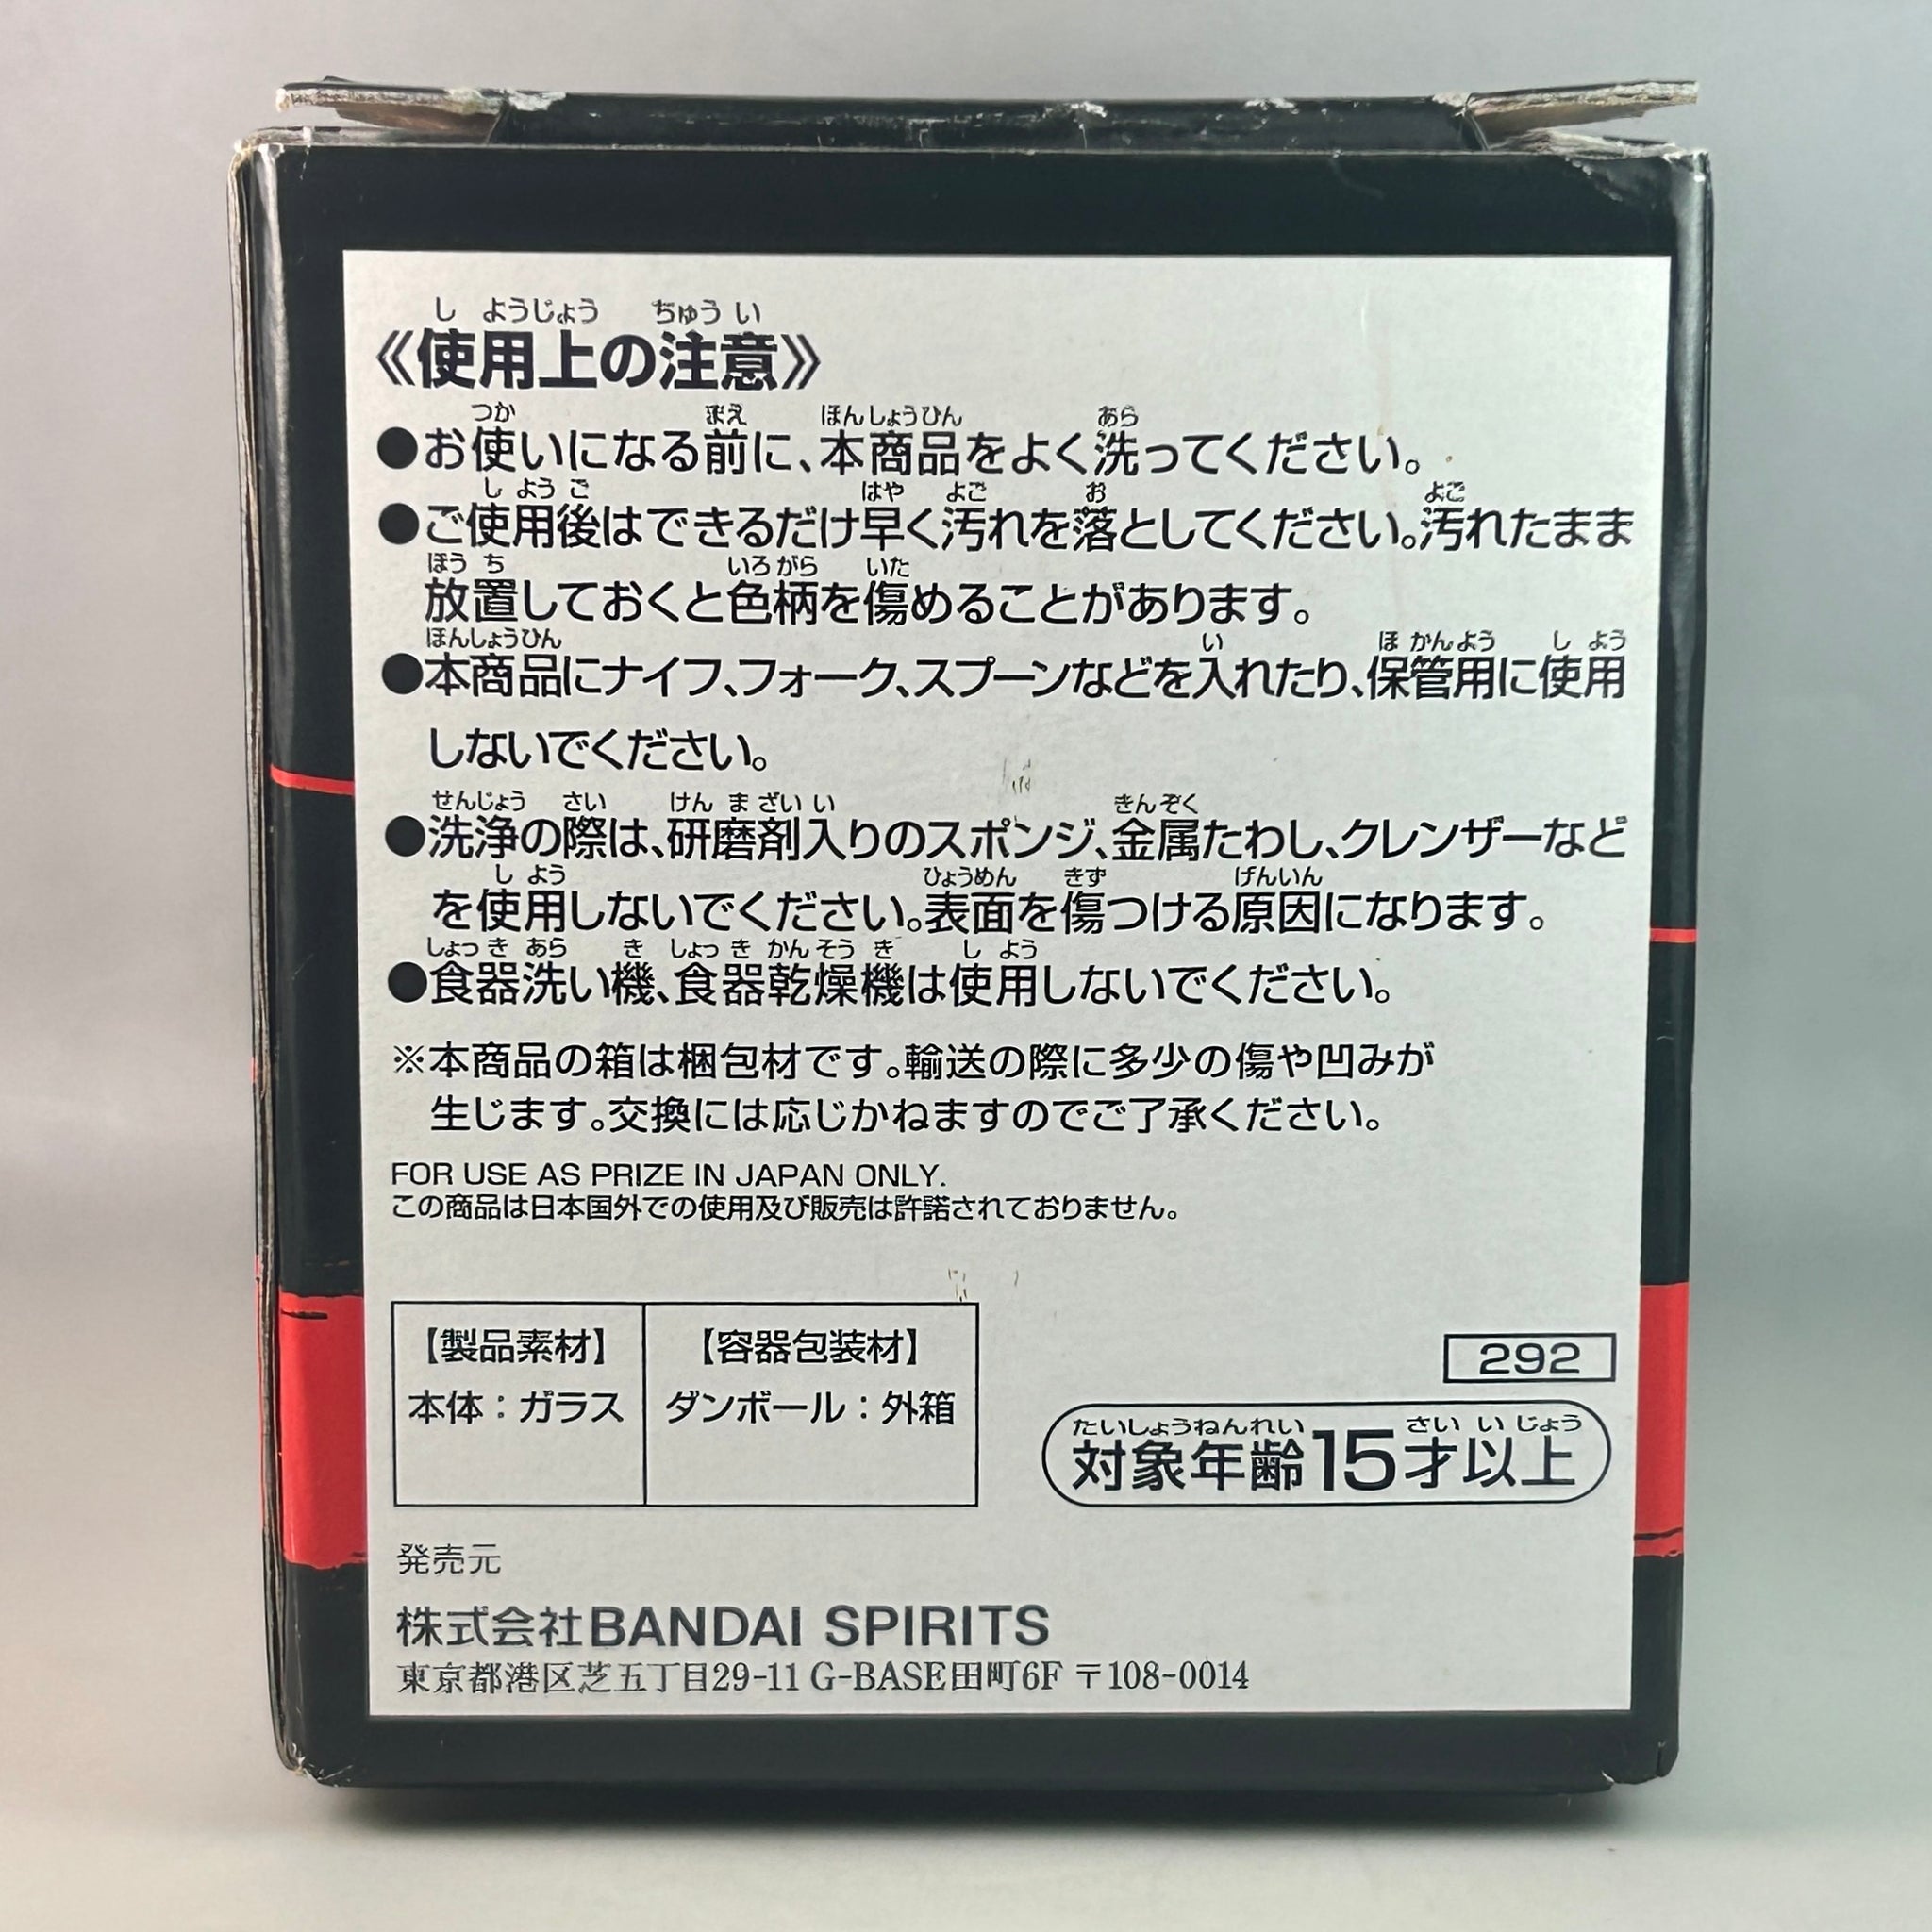 《使用上の注意》
●お使いになる前に、本商品をよく洗ってください。
●ご使用後はできるだけ早く汚れを落としてください。汚れたまま
放置しておくと色柄を傷めることがあります。
●本商品にナイフ、フォーク、スプーンなどを入れたり、保管用に使用
しないでください。
●洗浄の際は、研磨剤入りのスポンジ、金属たわし、クレンザーなど
を使用しないでください。表面を傷つける原因になります。
●食器洗い機、食器乾燥機は使用しないでください。
※本商品の箱は梱包材です。輸送の際に多少の傷や凹みが
生じます。交換には応じかねますのでご了承ください。
FOR USE AS PRIZE IN JAPAN ONLY.
この商品は日本国外での使用及び販売は許諾されておりません。
【製品素材】
本体：ガラス
【容器包装材】
ダンボール：外箱
292
対象年齢15才以上
発売元
株式会社BANDAI SPIRITS
東京都港区芝五丁目29-11 G-BASE田町6F 〒108-0014